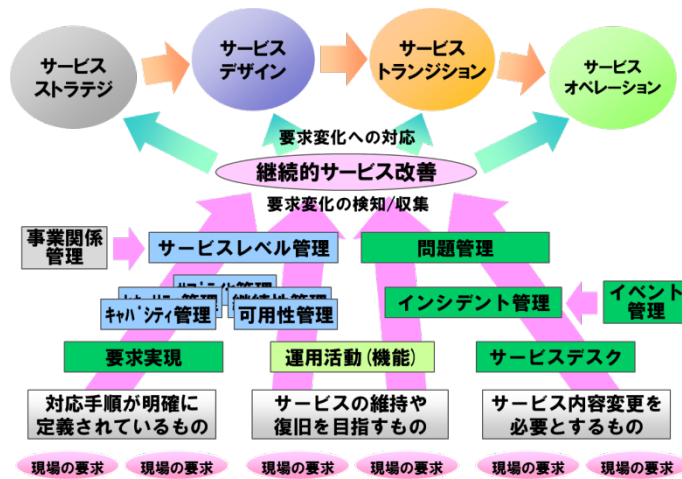 サービス
ストラテジ
サービス
デザイン
サービス
トランジション
サービス
オペレーション
要求変化への対応
継続的サービス改善
要求変化の検知/収集
事業関係
管理
サービスレベル管理
問題管理
継続性管理
キャパシティ管理
可用性管理
インシデント管理
イベント
管理
要求実現
運用活動(機能)
サービスデスク
対応手順が明確に
定義されているもの
サービスの維持や
復旧を目指すもの
サービス内容変更を
必要とするもの
現場の要求
現場の要求
現場の要求
現場の要求
現場の要求
現場の要求